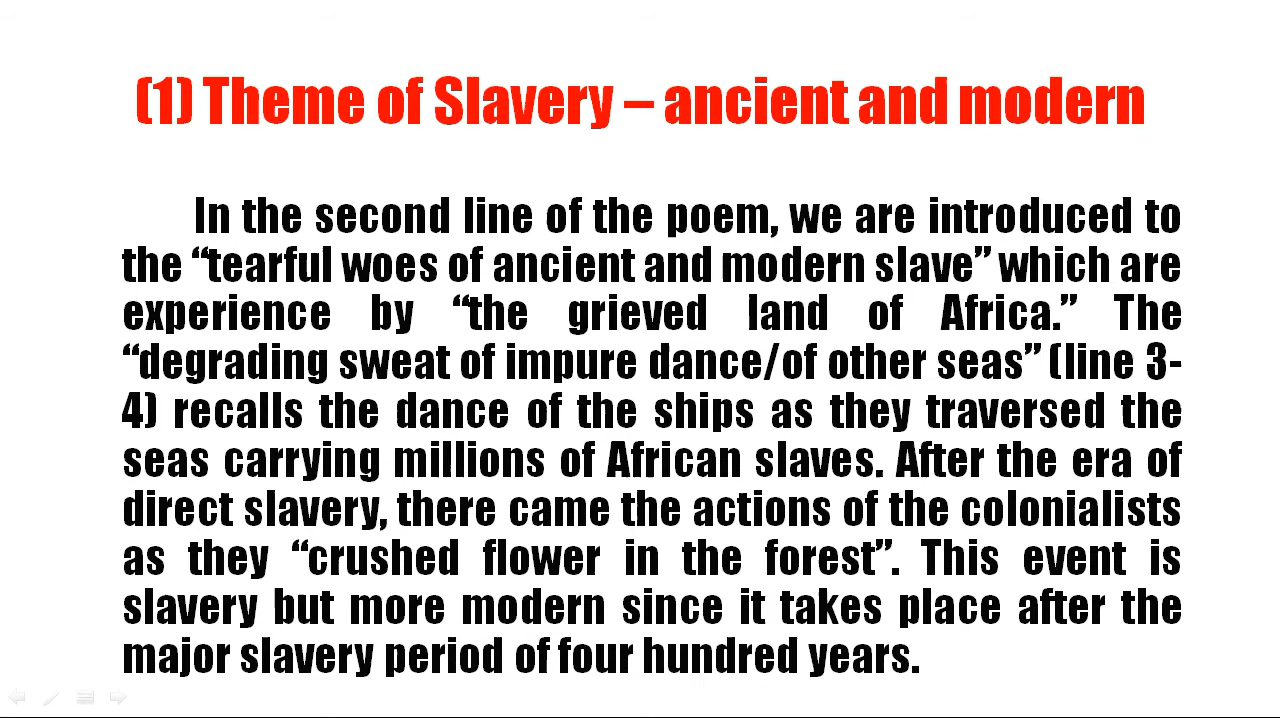 (1) Theme of Slavery – ancient and modern
In the second line of the poem, we are introduced to
the “tearful woes of ancient and modern slave” which are
experience by “the grieved land of Africa.” The
“degrading sweat of impure dance/of other seas” (line 3-
4) recalls the dance of the ships as they traversed the
seas carrying millions of African slaves. After the era of
direct slavery, there came the actions of the colonialists
as they “crushed flower in the forest”. This event is
slavery but more modern since it takes place after the
major slavery period of four hundred years.